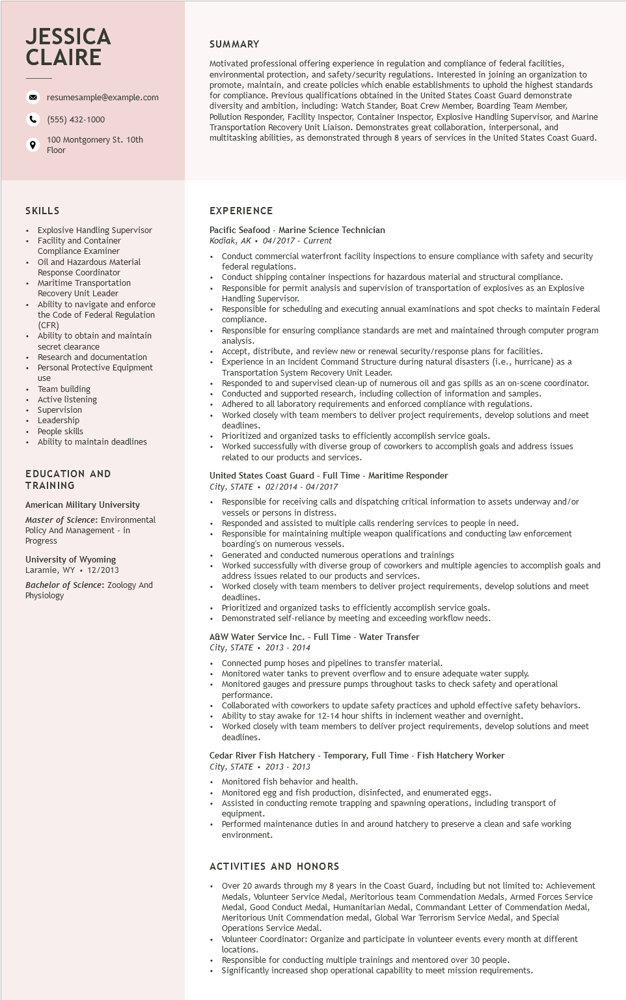 JESSICA
CLAIRE
resumesample@example.com
(555) 432-1000
100 Montgomery St. 10th
Floor
SUMMARY
Motivated professional offering experience in regulation and compliance of federal facilities,
environmental protection, and safety/security regulations. Interested in joining an organization to
promote, maintain, and create policies which enable establishments to uphold the highest standards
for compliance. Previous qualifications obtained in the United States Coast Guard demonstrate
diversity and ambition, including: Watch Stander, Boat Crew Member, Boarding Team Member,
Pollution Responder, Facility Inspector, Container Inspector, Explosive Handling Supervisor, and Marine
Transportation Recovery Unit Liaison. Demonstrates great collaboration, interpersonal, and
multitasking abilities, as demonstrated through 8 years of services in the United States Coast Guard.
SKILLS
• Explosive Handling Supervisor
• Facility and Container
Compliance Examiner
• Oil and Hazardous Material
Response Coordinator
• Maritime Transportation
Recovery Unit Leader
• Ability to navigate and enforce
the Code of Federal Regulation
(CFR)
• Ability to obtain and maintain
secret clearance
• Research and documentation
• Personal Protective Equipment
use
• Team building
• Active listening
• Supervision
• Leadership
• People skills
• Ability to maintain deadlines
EDUCATION AND
TRAINING
American Military University
Master of Science: Environmental
Policy And Management - in
Progress
University of Wyoming
Laramie, WY • 12/2013
Bachelor of Science: Zoology And
Physiology
EXPERIENCE
Pacific Seafood - Marine Science Technician
Kodiak, AK • 04/2017 - Current
• Conduct commercial waterfront facility inspections to ensure compliance with safety and security
federal regulations.
• Conduct shipping container inspections for hazardous material and structural compliance.
• Responsible for permit analysis and supervision of transportation of explosives as an Explosive
Handling Supervisor.
• Responsible for scheduling and executing annual examinations and spot checks to maintain Federal
compliance.
• Responsible for ensuring compliance standards are met and maintained through computer program
analysis.
• Accept, distribute, and review new or renewal security/response plans for facilities.
• Experience in an Incident Command Structure during natural disasters (i.e., hurricane) as a
Transportation System Recovery Unit Leader.
• Responded to and supervised clean-up of numerous oil and gas spills as an on-scene coordinator.
• Conducted and supported research, including collection of information and samples.
• Adhered to all laboratory requirements and enforced compliance with regulations.
• Worked closely with team members to deliver project requirements, develop solutions and meet
deadlines.
• Prioritized and organized tasks to efficiently accomplish service goals.
• Worked successfully with diverse group of coworkers to accomplish goals and address issues
related to our products and services.
United States Coast Guard - Full Time - Maritime Responder
City, STATE • 02/2014 - 04/2017
• Responsible for receiving calls and dispatching critical information to assets underway and/or
vessels or persons in distress.
• Responded and assisted to multiple calls rendering services to people in need.
• Responsible for maintaining multiple weapon qualifications and conducting law enforcement
boarding's on numerous vessels.
• Generated and conducted numerous operations and trainings
• Worked successfully with diverse group of coworkers and multiple agencies to accomplish goals and
address issues related to our products and services.
• Worked closely with team members to deliver project requirements, develop solutions and meet
deadlines.
• Prioritized and organized tasks to efficiently accomplish service goals.
• Demonstrated self-reliance by meeting and exceeding workflow needs.
A&W Water Service Inc. - Full Time - Water Transfer
City, STATE • 2013 - 2014
• Connected pump hoses and pipelines to transfer material.
• Monitored water tanks to prevent overflow and to ensure adequate water supply.
• Monitored gauges and pressure pumps throughout tasks to check safety and operational
performance.
• Collaborated with coworkers to update safety practices and uphold effective safety behaviors.
• Ability to stay awake for 12-14 hour shifts in inclement weather and overnight.
• Worked closely with team members to deliver project requirements, develop solutions and meet
deadlines.
Cedar River Fish Hatchery - Temporary, Full Time - Fish Hatchery Worker
City, STATE • 2013 - 2013
• Monitored fish behavior and health.
• Monitored egg and fish production, disinfected, and enumerated eggs.
• Assisted in conducting remote trapping and spawning operations, including transport of
equipment.
• Performed maintenance duties in and around hatchery to preserve a clean and safe working
environment.
ACTIVITIES AND HONORS
• Over 20 awards through my 8 years in the Coast Guard, including but not limited to: Achievement
Medals, Volunteer Service Medal, Meritorious team Commendation Medals, Armed Forces Service
Medal, Good Conduct Medal, Humanitarian Medal, Commandant Letter of Commendation Medal,
Meritorious Unit Commendation medal, Global War Terrorism Service Medal, and Special
Operations Service Medal.
• Volunteer Coordinator: Organize and participate in volunteer events every month at different
locations.
• Responsible for conducting multiple trainings and mentored over 30 people.
• Significantly increased shop operational capability to meet mission requirements.